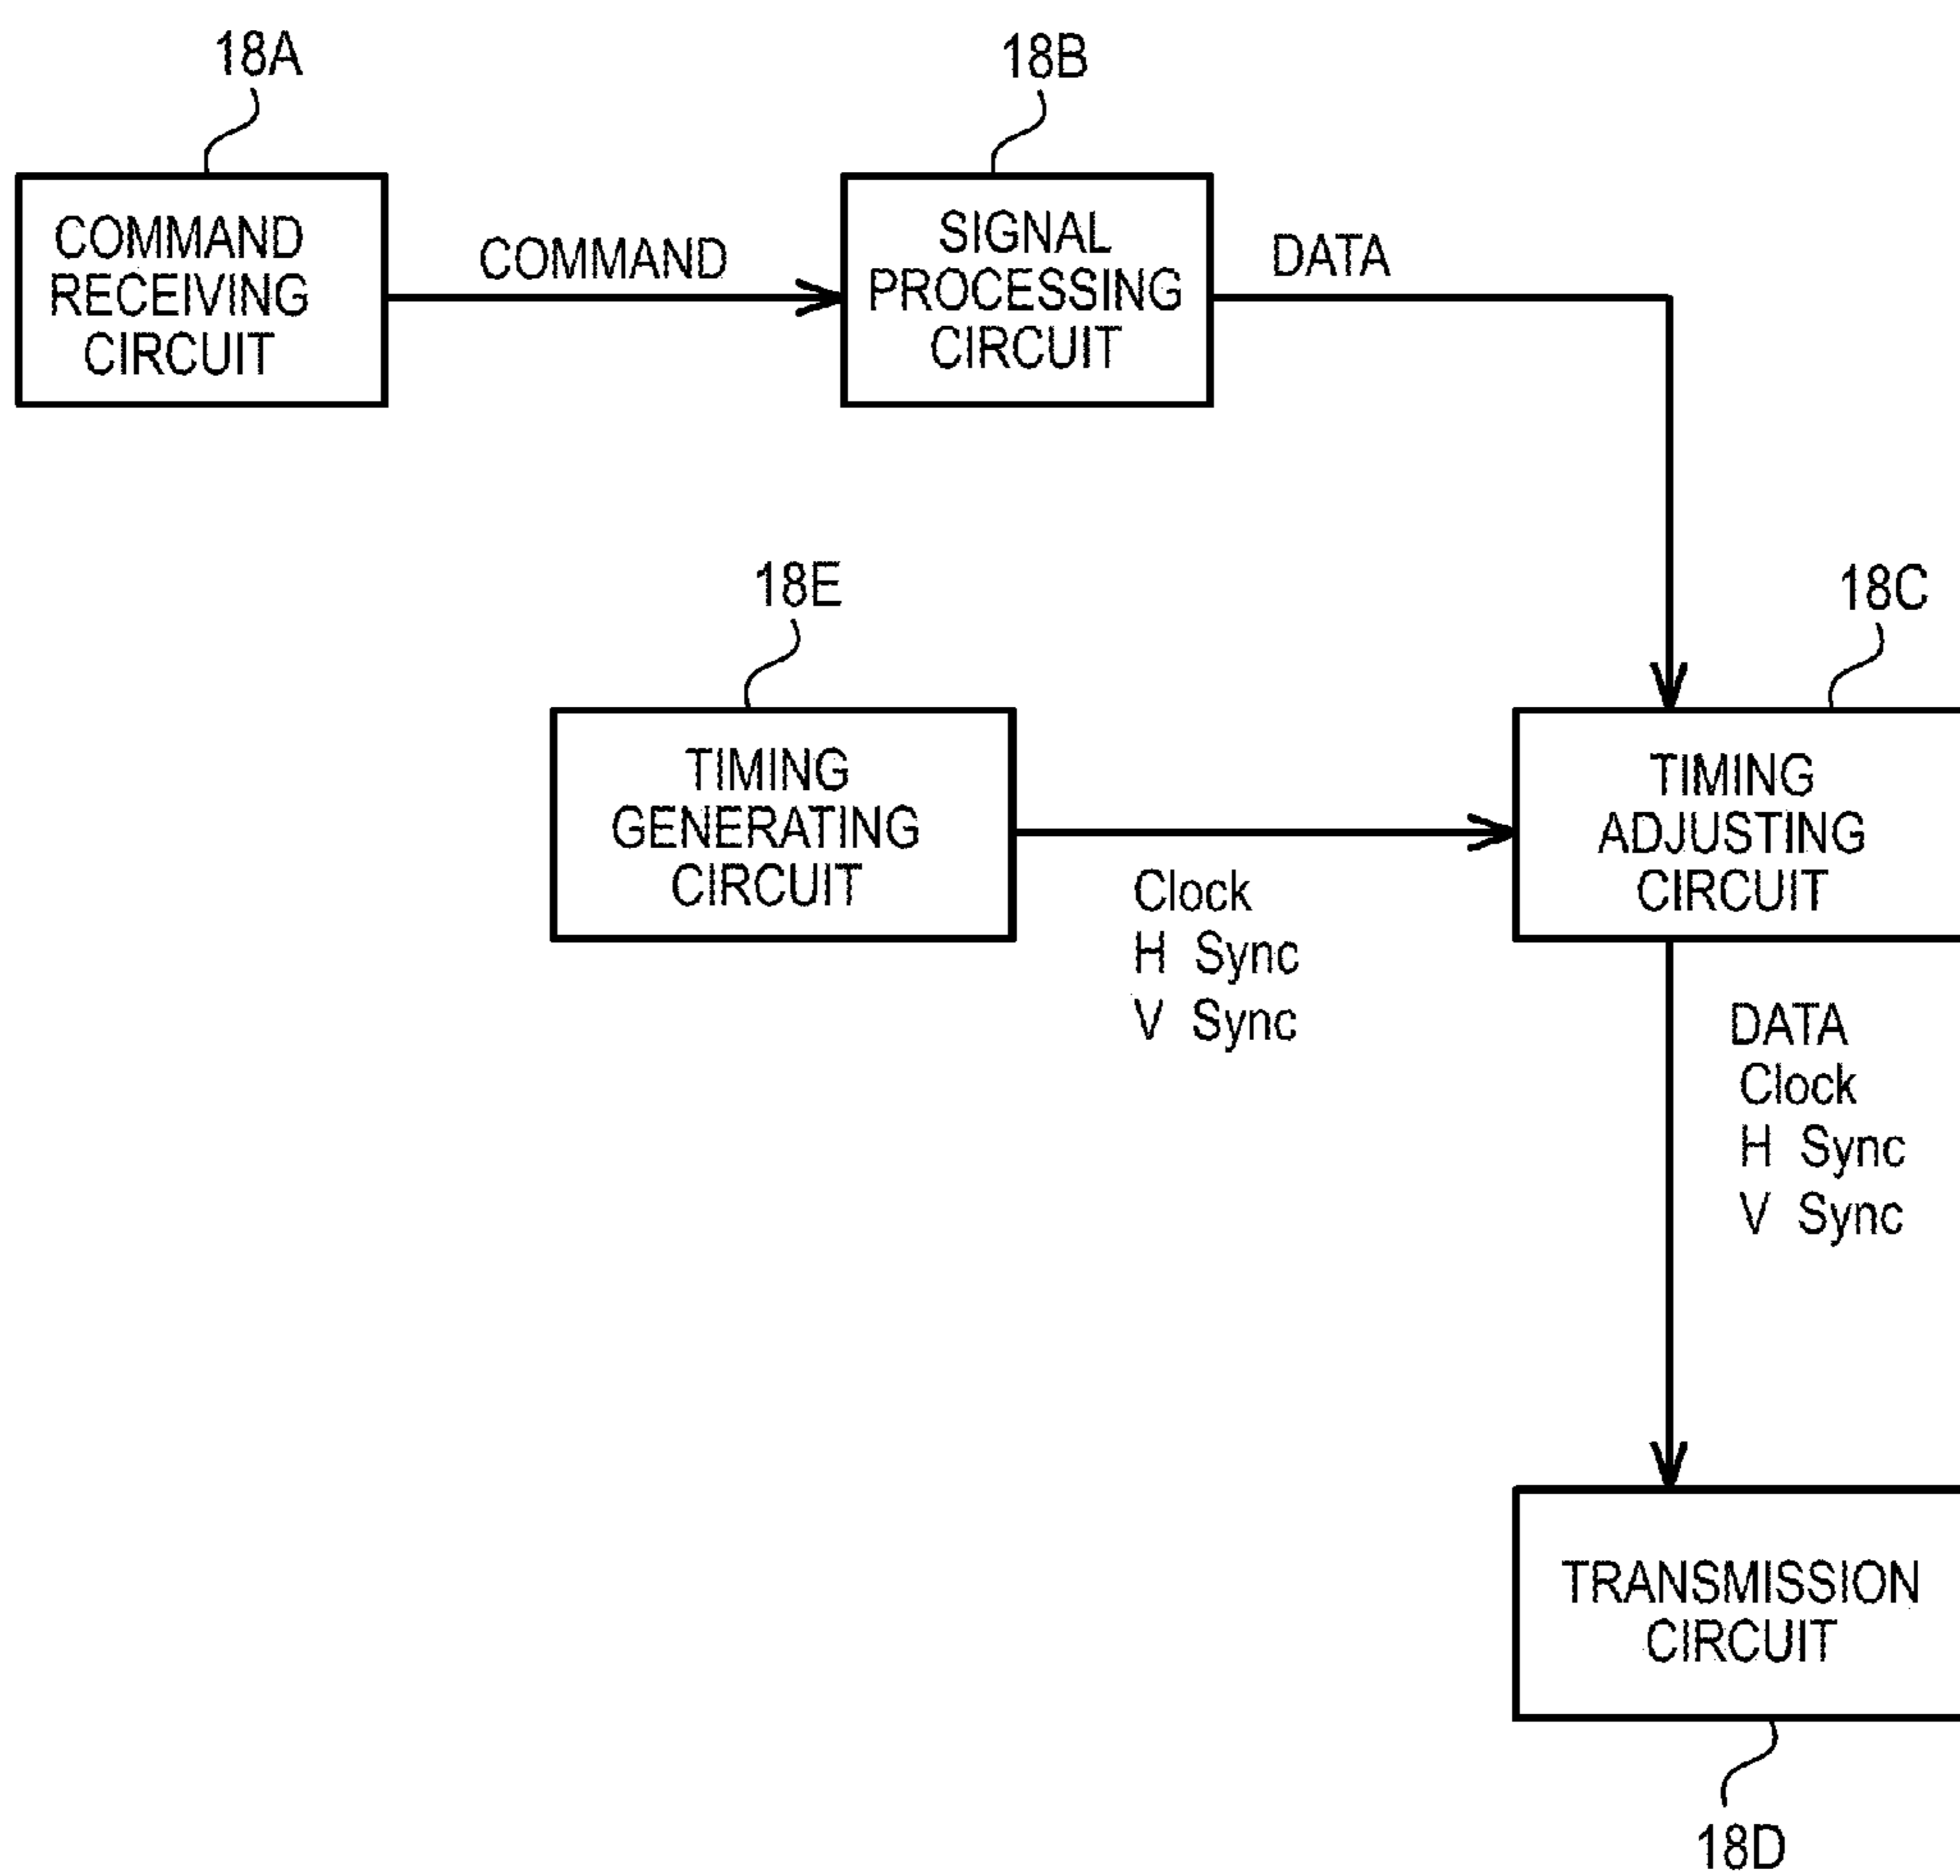 18A
18B
COMMAND
RECEIVING
CIRCUIT
COMMAND
SIGNAL
PROCESSING
CIRCUIT
DATA
18E
18C
TIMING
GENERATING
CIRCUIT
Clock
H Sync
V Sync
TIMING
ADJUSTING
CIRCUIT
DATA
Clock
H Sync
V Sync
TRANSMISSION
CIRCUIT
18D